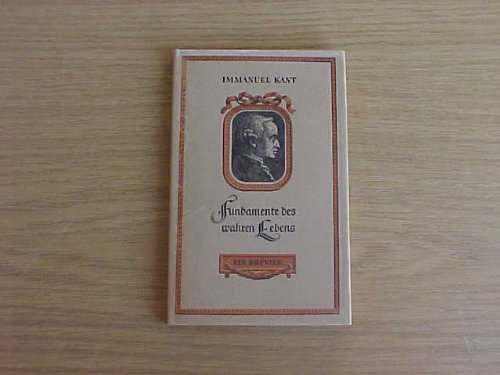 IMMANUEL KANT
Fundamente des
wahren Lebens
EIN BREVIER